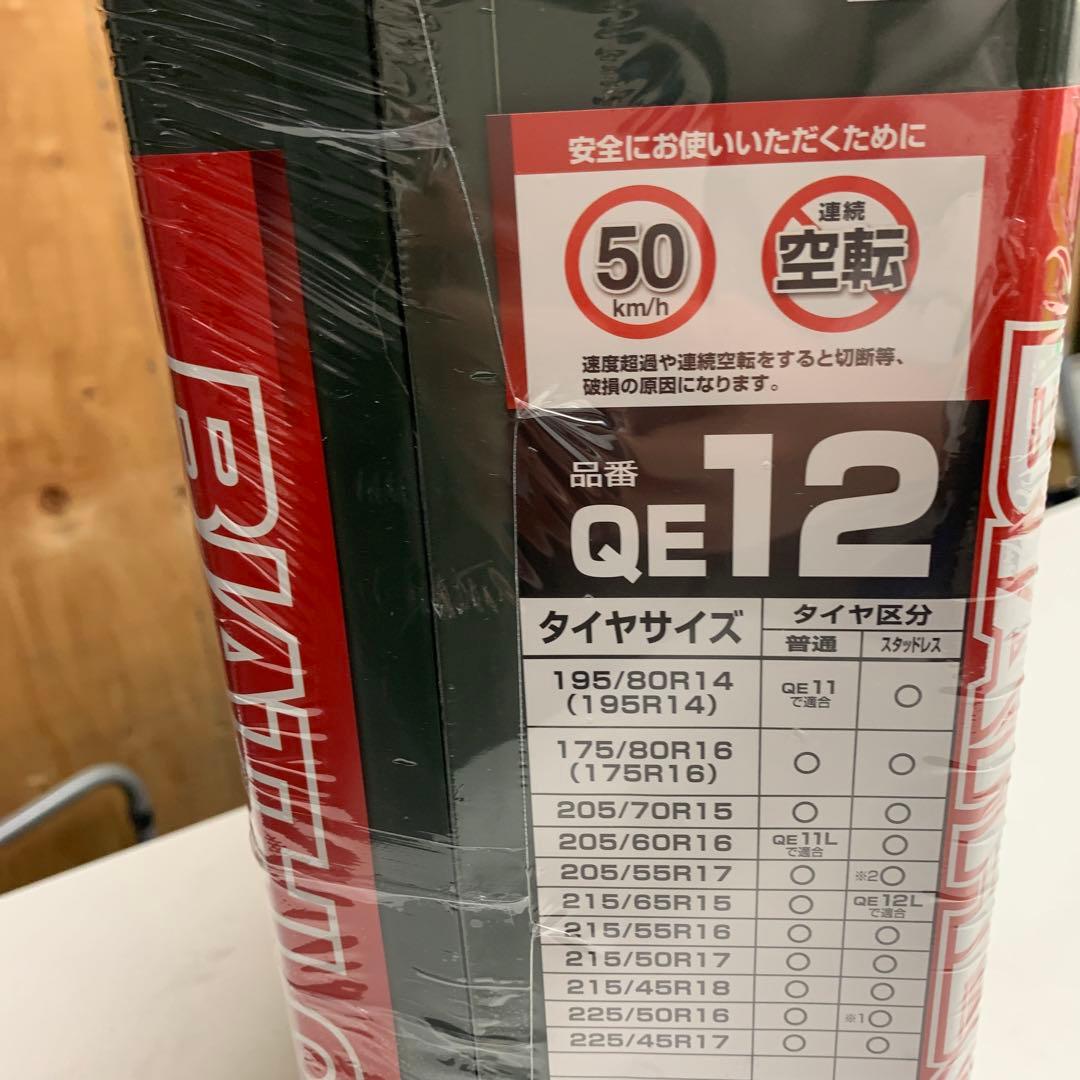 安全にお使いいただくために
50
km/h
連続
空転
速度超過や連続空転をすると切断等、
破損の原因になります。
品番
QE12
タイヤサイズ タイヤ区分
普通 スタッドレス
195/80R14
(195R14) QE11
で適合 ○
175/80R16
(175R16) ○ ○
205/70R15 ○ ○
205/60R16 QE11L
で適合 ○
205/55R17 ○ ※2○
215/65R15 ○ QE12L
で適合
215/55R16 ○ ○
215/50R17 ○ ○
215/45R18 ○ ○
225/50R16 ○ ※1○
225/45R17 ○ ○